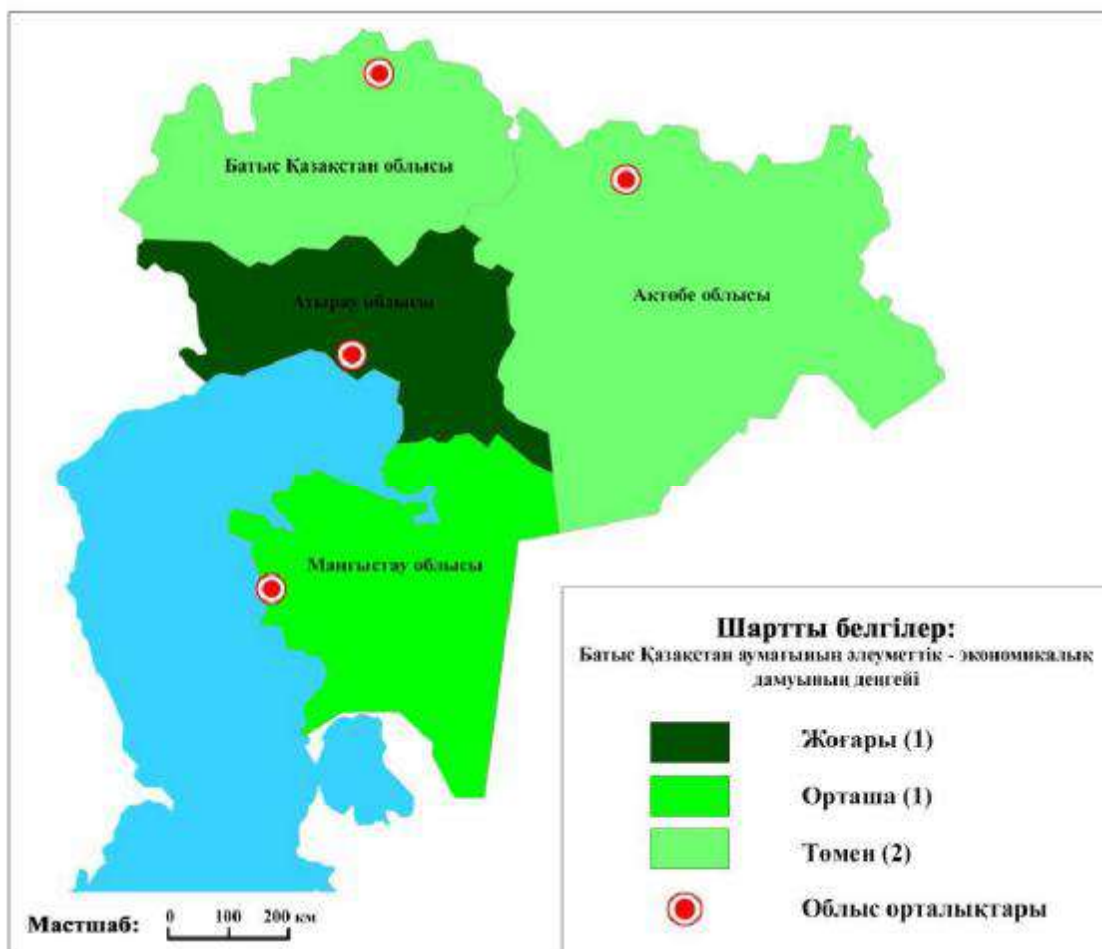 Батыс Қазақстан облысы
Атырау облысы
Ақтөбе облысы
Маңғыстау облысы
Шартты белгілер:
Батыс Қазақстан аумағының әлеуметтік - экономикалық
дамуының деңгейі
Жоғары (1)
Орташа (1)
Төмен (2)
Облыс орталықтары
Мастшаб: 0 100 200 км